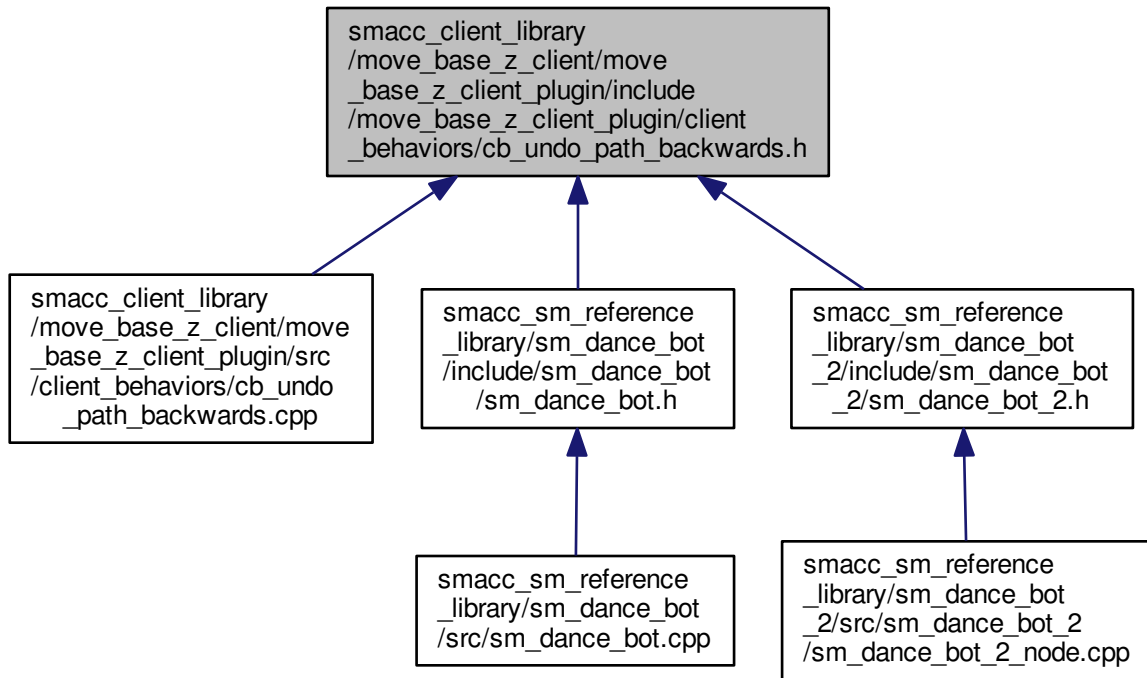 smacc_client_library
/move_base_z_client/move
_base_z_client_plugin/include
/move_base_z_client_plugin/client
_behaviors/cb_undo_path_backwards.h
smacc_client_library
/move_base_z_client/move
_base_z_client_plugin/src
/client_behaviors/cb_undo
_path_backwards.cpp
smacc_sm_reference
_library/sm_dance_bot
/include/sm_dance_bot
/sm_dance_bot.h
smacc_sm_reference
_library/sm_dance_bot
_2/include/sm_dance_bot
_2/sm_dance_bot_2.h
smacc_sm_reference
_library/sm_dance_bot
/src/sm_dance_bot.cpp
smacc_sm_reference
_library/sm_dance_bot
_2/src/sm_dance_bot_2
/sm_dance_bot_2_node.cpp